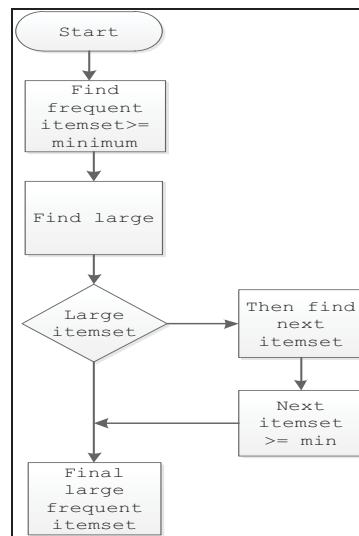 Start
Find
frequent
itemset>=
minimum
Find large
Large
itemset
Then find
next
itemset
Next
itemset
>= min
Final
large
frequent
itemset